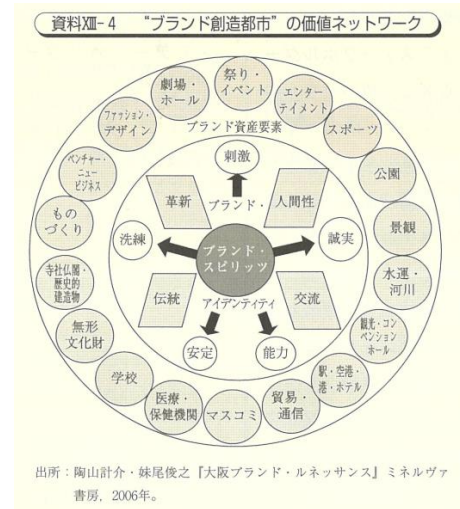 資料XIII-4　“ブランド創造都市”の価値ネットワーク
祭り・
イベント
エンター
テイメント
スポーツ
公園
景観
水運・
河川
観光・コン
ベンション
ホール
駅・空港・
港・ホテル
貿易・
通信
マスコミ
医療・
保健機関
学校
無形
文化財
寺社仏閣・
歴史的
建造物
もの
づくり
ベンチャー・
ニュー
ビジネス
ファッション・
デザイン
劇場・
ホール
ブランド資産要素
刺激
革新
ブランド・
人間性
洗練
ブランド・
スピリッツ
誠実
伝統
アイデンティティ
交流
安定
能力
出所：陶山計介・妹尾俊之『大阪ブランド・ルネッサンス』ミネルヴァ
書房，2006年。